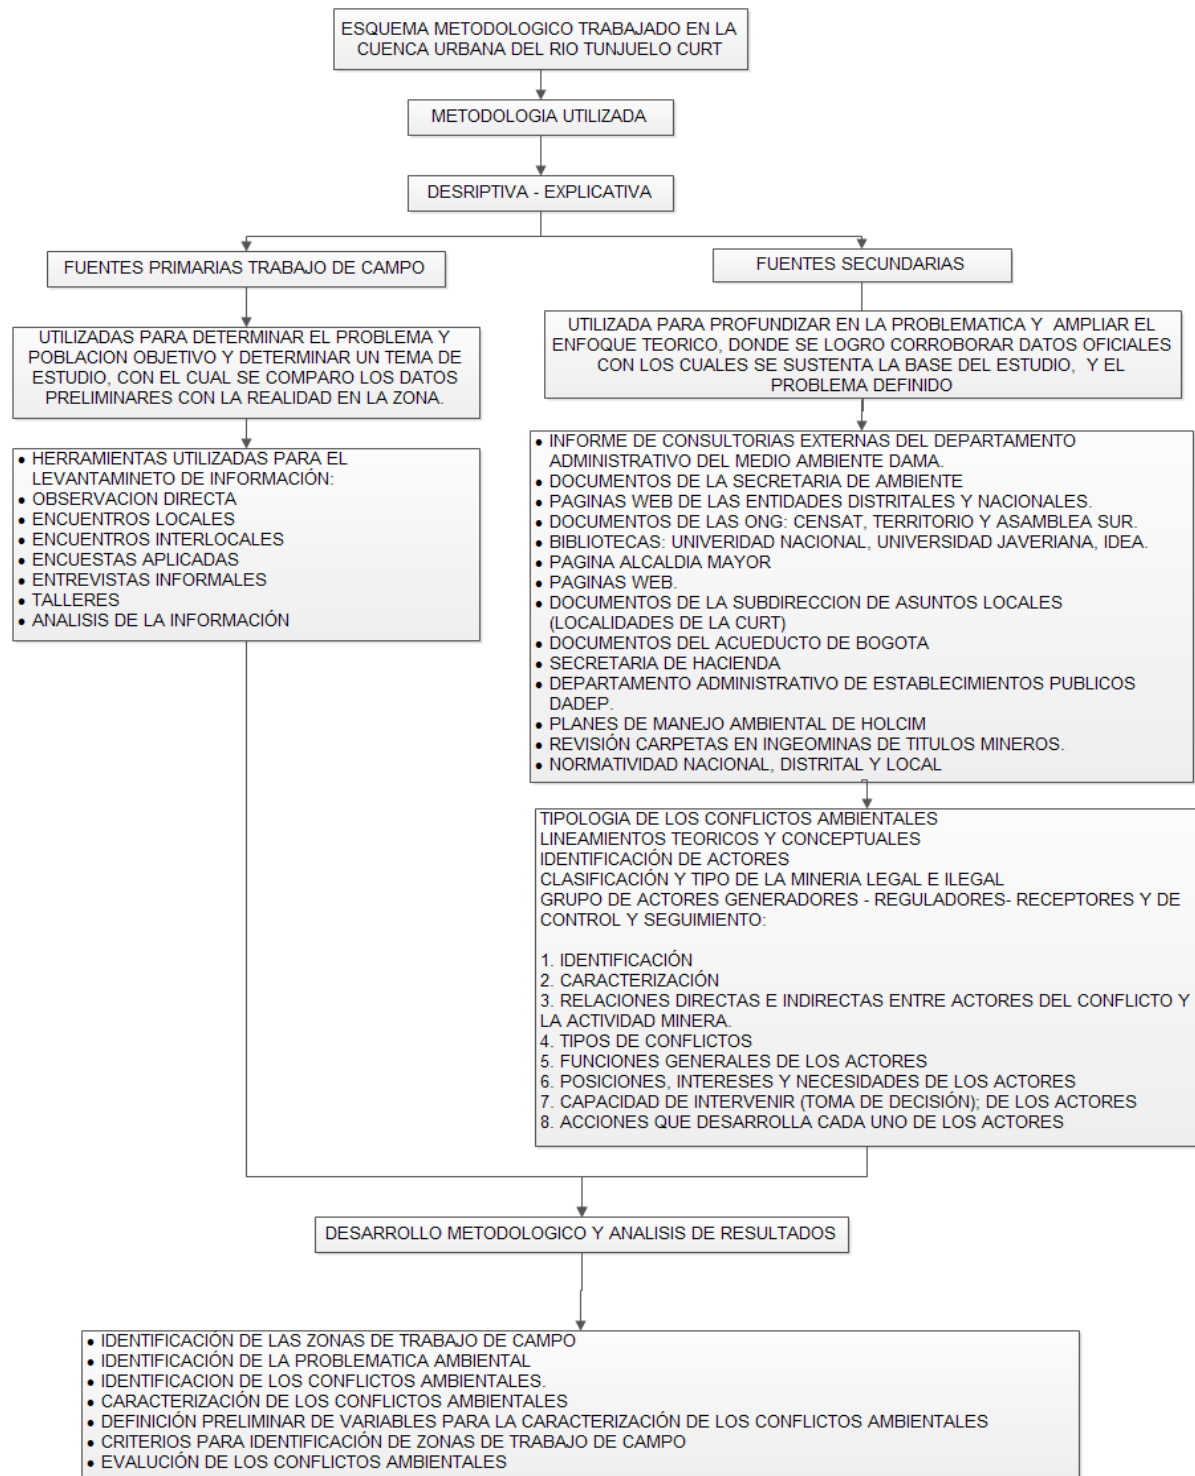 ESQUEMA METODOLOGICO TRABAJADO EN LA
CUENCA URBANA DEL RIO TUNJUELO CURT
METODOLOGIA UTILIZADA
DESRIPTIVA - EXPLICATIVA
FUENTES PRIMARIAS TRABAJO DE CAMPO
UTILIZADAS PARA DETERMINAR EL PROBLEMA Y
POBLACION OBJETIVO Y DETERMINAR UN TEMA DE
ESTUDIO, CON EL CUAL SE COMPARO LOS DATOS
PRELIMINARES CON LA REALIDAD EN LA ZONA.
• HERRAMIENTAS UTILIZADAS PARA EL
LEVANTAMINETO DE INFORMACIÓN:
• OBSERVACION DIRECTA
• ENCUENTROS LOCALES
• ENCUENTROS INTERLOCALES
• ENCUESTAS APLICADAS
• ENTREVISTAS INFORMALES
• TALLERES
• ANALISIS DE LA INFORMACIÓN
FUENTES SECUNDARIAS
UTILIZADA PARA PROFUNDIZAR EN LA PROBLEMATICA Y AMPLIAR EL
ENFOQUE TEORICO, DONDE SE LOGRO CORROBORAR DATOS OFICIALES
CON LOS CUALES SE SUSTENTA LA BASE DEL ESTUDIO, Y EL
PROBLEMA DEFINIDO
• INFORME DE CONSULTORIAS EXTERNAS DEL DEPARTAMENTO
ADMINISTRATIVO DEL MEDIO AMBIENTE DAMA.
• DOCUMENTOS DE LA SECRETARIA DE AMBIENTE
• PAGINAS WEB DE LAS ENTIDADES DISTRITALES Y NACIONALES.
• DOCUMENTOS DE LAS ONG: CENSAT, TERRITORIO Y ASAMBLEA SUR.
• BIBLIOTECAS: UNIVERIDAD NACIONAL, UNIVERSIDAD JAVERIANA, IDEA.
• PAGINA ALCALDIA MAYOR
• PAGINAS WEB.
• DOCUMENTOS DE LA SUBDIRECCION DE ASUNTOS LOCALES
(LOCALIDADES DE LA CURT)
• DOCUMENTOS DEL ACUEDUCTO DE BOGOTA
• SECRETARIA DE HACIENDA
• DEPARTAMENTO ADMINISTRATIVO DE ESTABLECIMIENTOS PUBLICOS
DADEP.
• PLANES DE MANEJO AMBIENTAL DE HOLCIM
• REVISIÓN CARPETAS EN INGEOMINAS DE TITULOS MINEROS.
• NORMATIVIDAD NACIONAL, DISTRITAL Y LOCAL
TIPOLOGIA DE LOS CONFLICTOS AMBIENTALES
LINEAMIENTOS TEORICOS Y CONCEPTUALES
IDENTIFICACIÓN DE ACTORES
CLASIFICACIÓN Y TIPO DE LA MINERIA LEGAL E ILEGAL
GRUPO DE ACTORES GENERADORES - REGULADORES- RECEPTORES Y DE
CONTROL Y SEGUIMIENTO:
1. IDENTIFICACIÓN
2. CARACTERIZACIÓN
3. RELACIONES DIRECTAS E INDIRECTAS ENTRE ACTORES DEL CONFLICTO Y
LA ACTIVIDAD MINERA.
4. TIPOS DE CONFLICTOS
5. FUNCIONES GENERALES DE LOS ACTORES
6. POSICIONES, INTERESES Y NECESIDADES DE LOS ACTORES
7. CAPACIDAD DE INTERVENIR (TOMA DE DECISIÓN); DE LOS ACTORES
8. ACCIONES QUE DESARROLLA CADA UNO DE LOS ACTORES
DESARROLLO METODOLOGICO Y ANALISIS DE RESULTADOS
• IDENTIFICACIÓN DE LAS ZONAS DE TRABAJO DE CAMPO
• IDENTIFICACIÓN DE LA PROBLEMATICA AMBIENTAL
• IDENTIFICACION DE LOS CONFLICTOS AMBIENTALES.
• CARACTERIZACIÓN DE LOS CONFLICTOS AMBIENTALES
• DEFINICIÓN PRELIMINAR DE VARIABLES PARA LA CARACTERIZACIÓN DE LOS CONFLICTOS AMBIENTALES
• CRITERIOS PARA IDENTIFICACIÓN DE ZONAS DE TRABAJO DE CAMPO
• EVALUCIÓN DE LOS CONFLICTOS AMBIENTALES